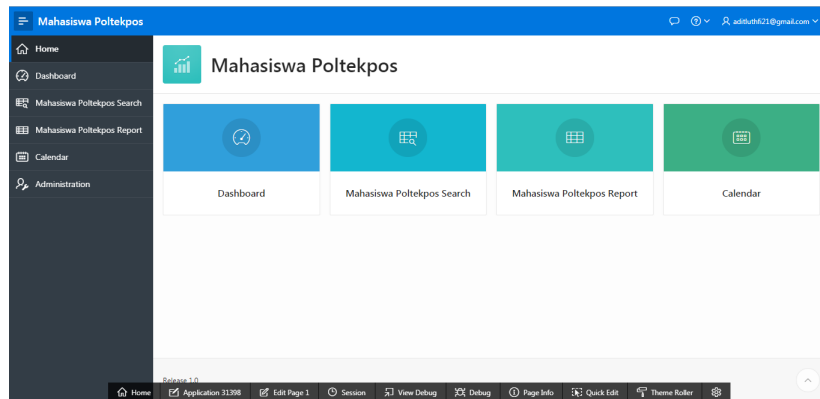 Mahasiswa Poltekpos
aditluthfi21@gmail.com
Home
Dashboard
Mahasiswa Poltekpos Search
Mahasiswa Poltekpos Report
Calendar
Administration
Mahasiswa Poltekpos
Dashboard
Mahasiswa Poltekpos Search
Mahasiswa Poltekpos Report
Calendar
Release 1.0
Home
Application 31398
Edit Page 1
Session
View Debug
Debug
Page Info
Quick Edit
Theme Roller